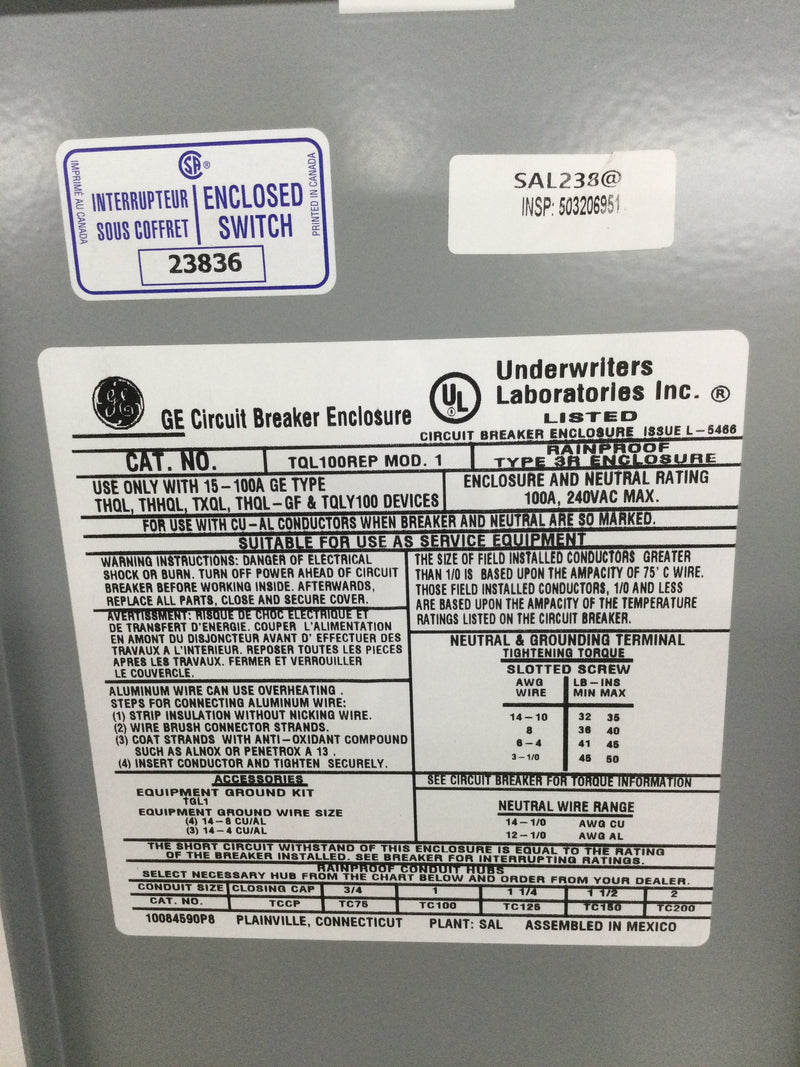 IMPRIMÉ AU CANADA
SA®
INTERRUPTEUR SOUS COFFRET
ENCLOSED SWITCH
PRINTED IN CANADA
23836
SAL238@
INSP: 503206951
GE
GE Circuit Breaker Enclosure
UL ®
Underwriters
Laboratories Inc. ®
LISTED
CIRCUIT BREAKER ENCLOSURE ISSUE L-5466
CAT. NO. TQL100REP MOD. 1
RAINPROOF
TYPE 3R ENCLOSURE
USE ONLY WITH 15-100A GE TYPE
THQL, THHQL, TXQL, THQL-GF & TQLY100 DEVICES
ENCLOSURE AND NEUTRAL RATING
100A, 240VAC MAX.
FOR USE WITH CU-AL CONDUCTORS WHEN BREAKER AND NEUTRAL ARE SO MARKED.
SUITABLE FOR USE AS SERVICE EQUIPMENT
WARNING INSTRUCTIONS: DANGER OF ELECTRICAL
SHOCK OR BURN. TURN OFF POWER AHEAD OF CIRCUIT
BREAKER BEFORE WORKING INSIDE. AFTERWARDS,
REPLACE ALL PARTS, CLOSE AND SECURE COVER.
AVERTISSMENT: RISQUE DE CHOC ELECTRIQUE ET
DE TRANSFERT D'ENERGIE. COUPER L'ALIMENTATION
EN AMONT DU DISJONCTEUR AVANT D' EFFECTUER DES
TRAVAUX A L'INTERIEUR. REPOSER TOUTES LES PIECES
APRES LES TRAVAUX. FERMER ET VERROUILLER
LE COUVERCLE.
ALUMINUM WIRE CAN USE OVERHEATING .
STEPS FOR CONNECTING ALUMINUM WIRE:
(1) STRIP INSULATION WITHOUT NICKING WIRE.
(2) WIRE BRUSH CONNECTOR STRANDS.
(3) COAT STRANDS WITH ANTI-OXIDANT COMPOUND
SUCH AS ALNOX OR PENETROX A 13 .
(4) INSERT CONDUCTOR AND TIGHTEN SECURELY.
ACCESSORIES
EQUIPMENT GROUND KIT
TGL1
EQUIPMENT GROUND WIRE SIZE
(4) 14-8 CU/AL
(3) 14-4 CU/AL
THE SIZE OF FIELD INSTALLED CONDUCTORS GREATER
THAN 1/0 IS BASED UPON THE AMPACITY OF 75' C WIRE.
THOSE FIELD INSTALLED CONDUCTORS, 1/0 AND LESS
ARE BASED UPON THE AMPACITY OF THE TEMPERATURE
RATINGS LISTED ON THE CIRCUIT BREAKER.
NEUTRAL & GROUNDING TERMINAL
TIGHTENING TORQUE
SLOTTED SCREW
AWG LB-INS
WIRE MIN MAX
14-10 32 35
8 36 40
6-4 41 45
3-1/0 45 50
SEE CIRCUIT BREAKER FOR TORQUE INFORMATION
NEUTRAL WIRE RANGE
14-1/0 AWG CU
12-1/0 AWG AL
THE SHORT CIRCUIT WITHSTAND OF THIS ENCLOSURE IS EQUAL TO THE RATING
OF THE BREAKER INSTALLED. SEE BREAKER FOR INTERRUPTING RATINGS.
RAINPROOF CONDUIT HUBS
SELECT NECESSARY HUB FROM THE CHART BELOW AND ORDER FROM YOUR DEALER.
CONDUIT SIZE CLOSING CAP 3/4 1 1 1/4 1 1/2 2
CAT. NO. TCCP TC75 TC100 TC125 TC150 TC200
10084590P8 PLAINVILLE, CONNECTICUT PLANT: SAL ASSEMBLED IN MEXICO